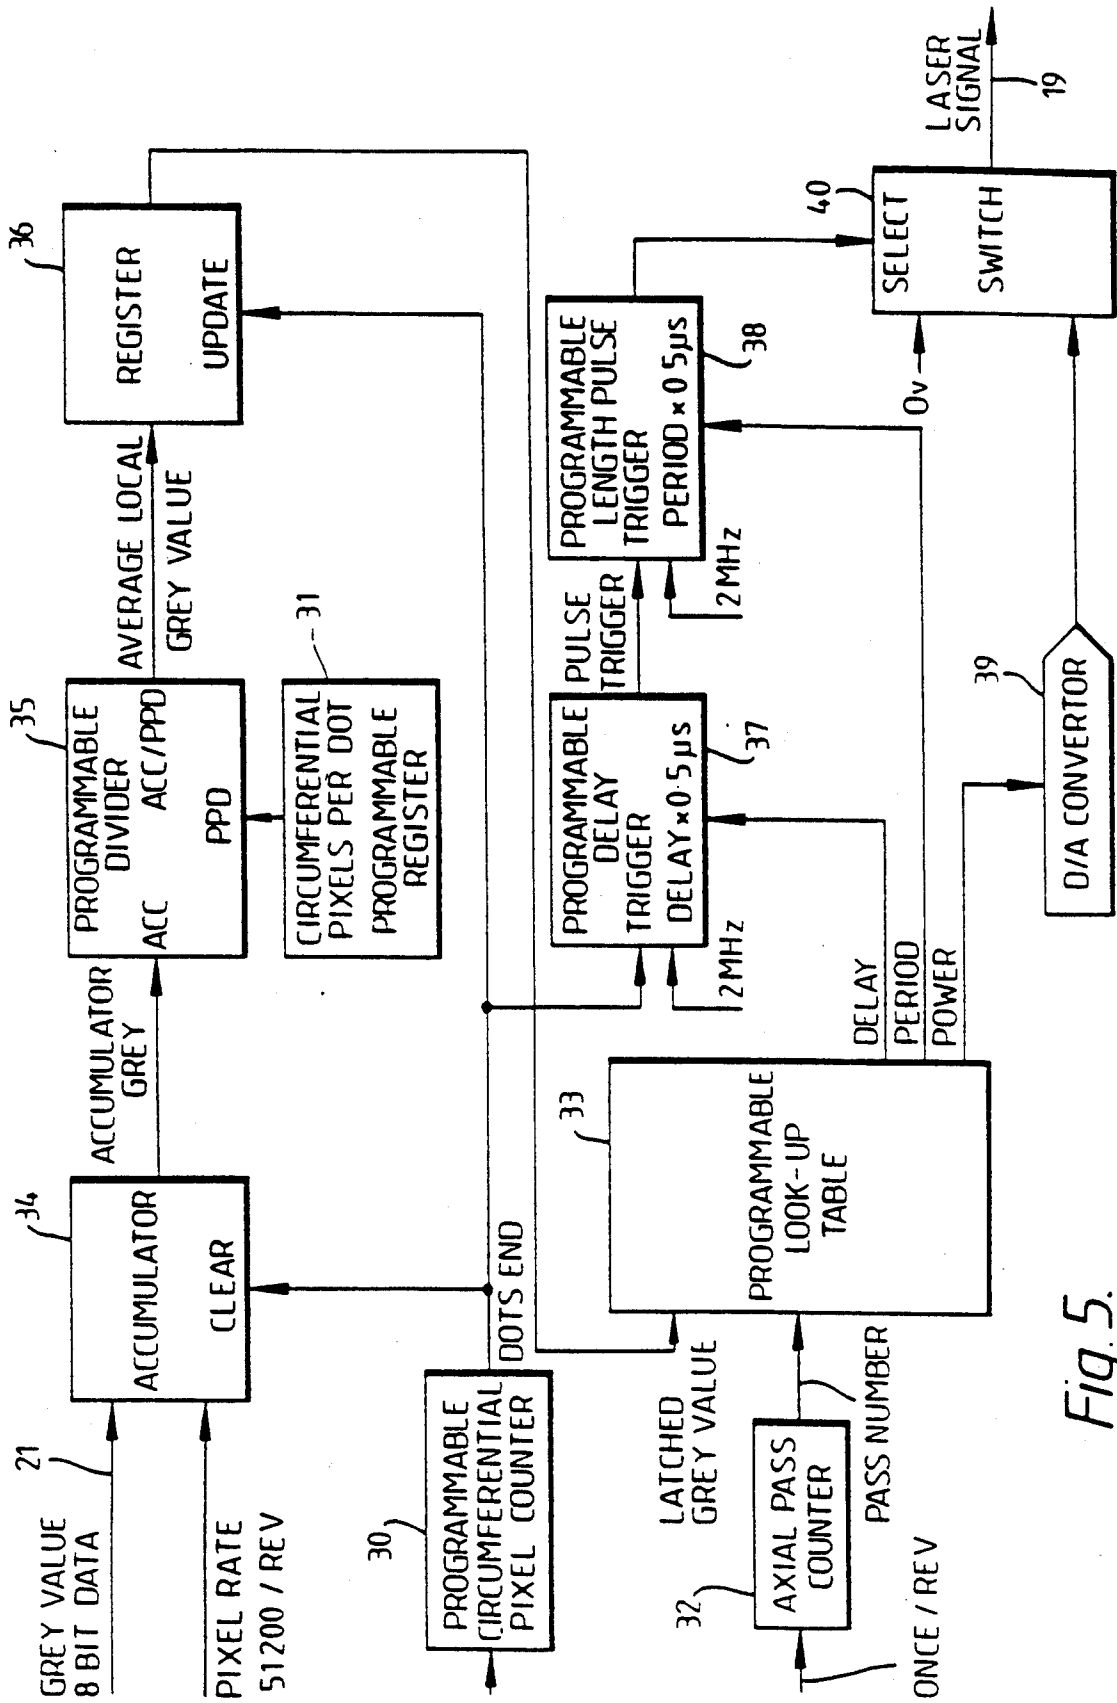 GREY VALUE
8 BIT DATA
21
PIXEL RATE
51200 / REV
34
ACCUMULATOR
CLEAR
ACCUMULATOR
GREY
35
PROGRAMMABLE
DIVIDER
ACC ACC/PPD
PPD
AVERAGE LOCAL
GREY VALUE
36
REGISTER
UPDATE
31
CIRCUMFERENTIAL
PIXELS PER DOT
PROGRAMMABLE
REGISTER
30
PROGRAMMABLE
CIRCUMFERENTIAL
PIXEL COUNTER
DOTS END
LATCHED
GREY VALUE
32
AXIAL PASS
COUNTER
ONCE / REV
PASS NUMBER
33
PROGRAMMABLE
LOOK-UP
TABLE
DELAY
PERIOD
POWER
PROGRAMMABLE
DELAY
TRIGGER
DELAY × 0·5µs
37
2MHz
PULSE
TRIGGER
PROGRAMMABLE
LENGTH PULSE
TRIGGER
PERIOD × 0 5µs
38
2MHz
39
D/A CONVERTOR
0v
40
SELECT
SWITCH
LASER
SIGNAL
19
Fig. 5.